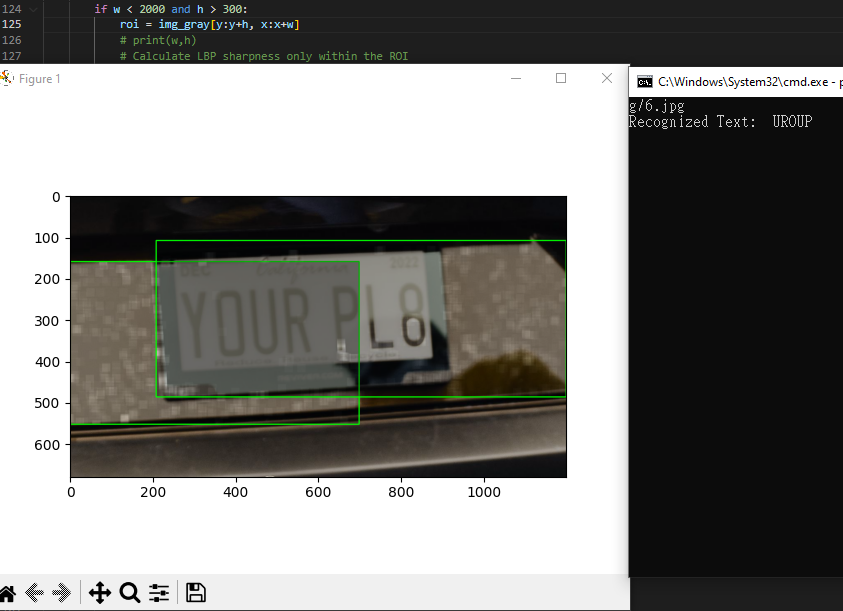 124 if w < 2000 and h > 300:
125 roi = img_gray[y:y+h, x:x+w]
126 # print(w,h)
127 # Calculate LBP sharpness only within the ROI
Figure 1
C:\Windows\System32\cmd.exe - p
g/6.jpg
Recognized Text: UROUP
0
100
200
300
400
500
600
2022
YOUR PL8
0 200 400 600 800 1000